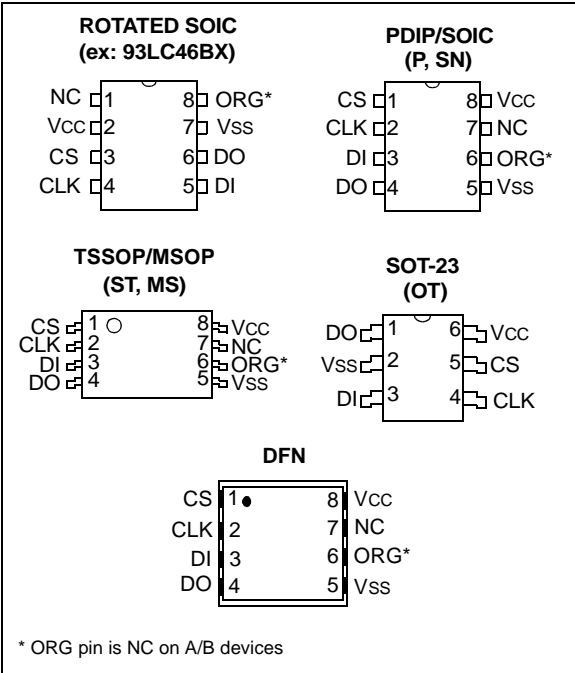 ROTATED SOIC
(ex: 93LC46BX)
NC 1 8 ORG*
VCC 2 7 VSS
CS 3 6 DO
CLK 4 5 DI
PDIP/SOIC
(P, SN)
CS 1 8 VCC
CLK 2 7 NC
DI 3 6 ORG*
DO 4 5 VSS
TSSOP/MSOP
(ST, MS)
CS 1 8 VCC
CLK 2 7 NC
DI 3 6 ORG*
DO 4 5 VSS
SOT-23
(OT)
DO 1 6 VCC
VSS 2 5 CS
DI 3 4 CLK
DFN
CS 1 8 VCC
CLK 2 7 NC
DI 3 6 ORG*
DO 4 5 VSS
* ORG pin is NC on A/B devices